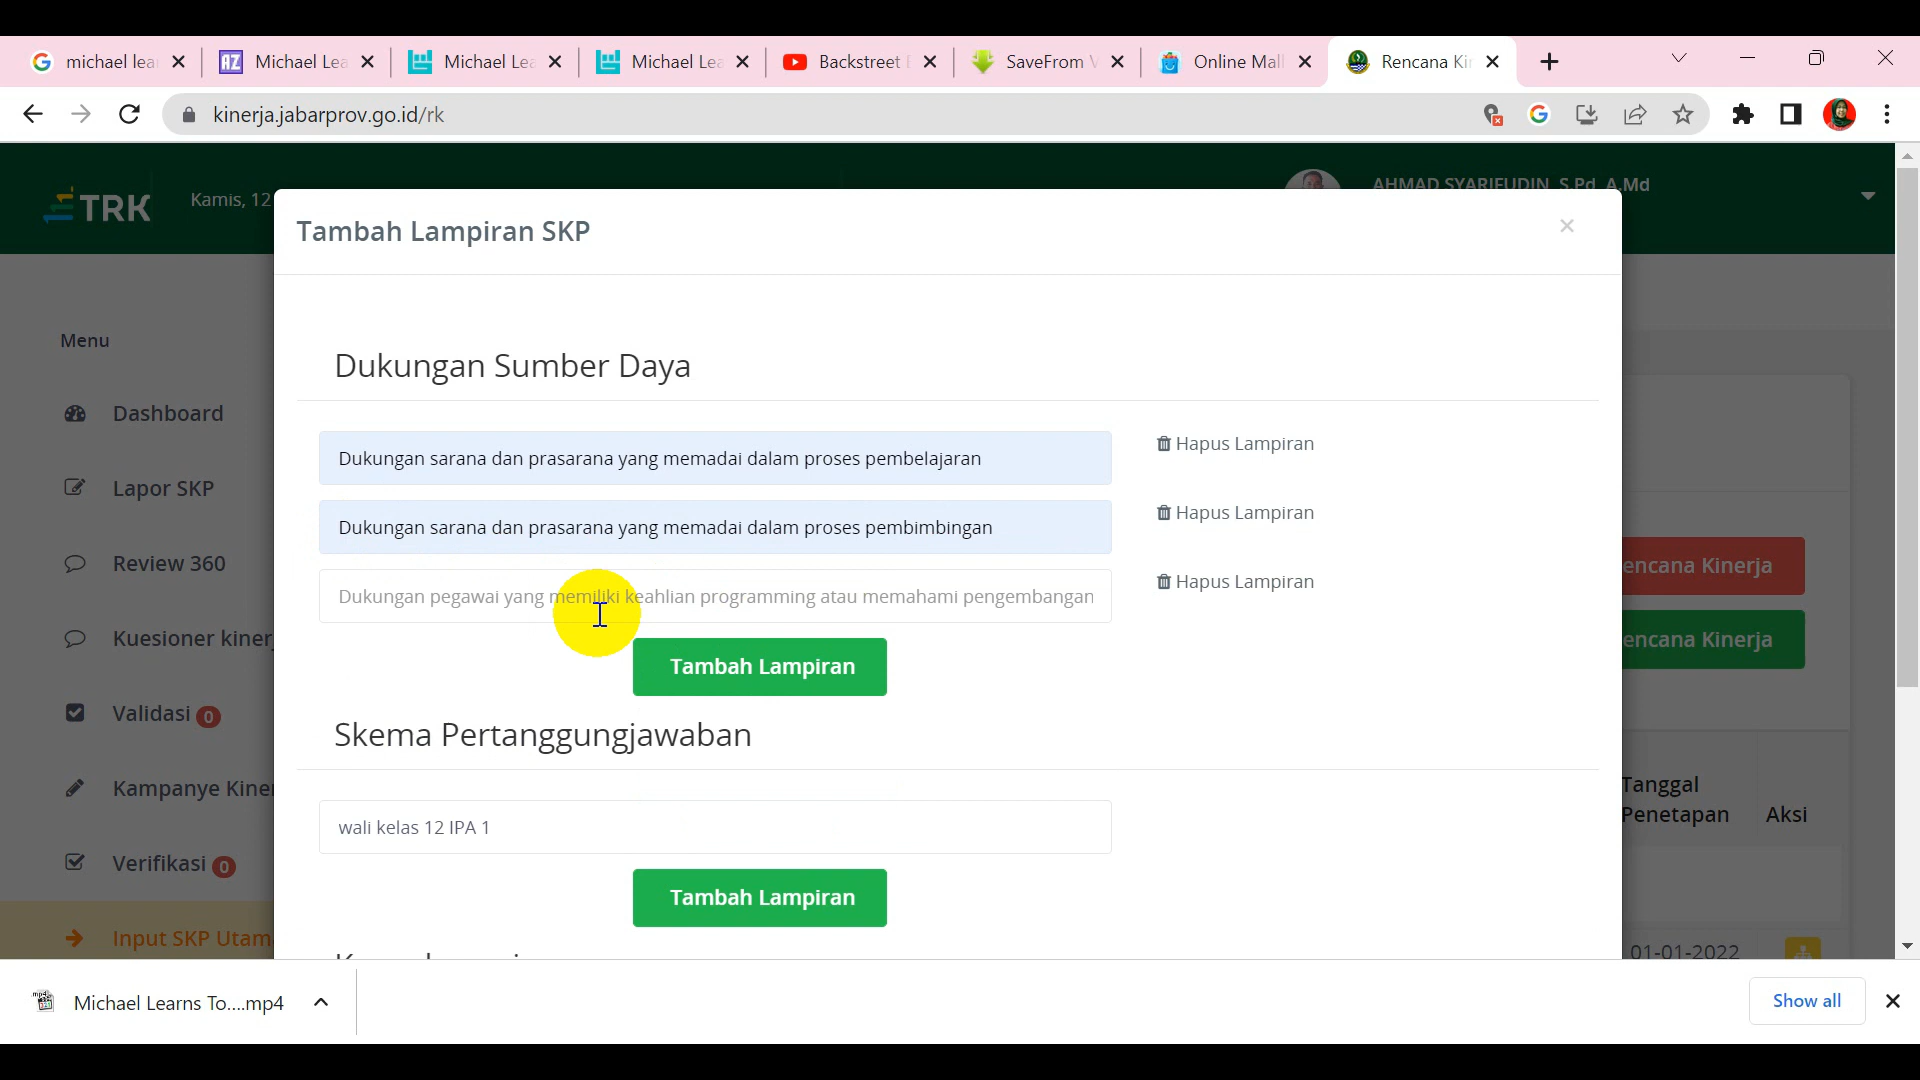 michael lea
Michael Lea
Michael Lea
Michael Lea
Backstreet
SaveFrom
Online Mall
Rencana Ki
kinerja.jabarprov.go.id/rk
TRK
Kamis, 12
AHMAD SYARIFUDIN, S.Pd, A.Md
Tambah Lampiran SKP
Menu
Dashboard
Lapor SKP
Review 360
Kuesioner kiner
Validasi 0
Kampanye Kine
Verifikasi 0
Input SKP Utam
Dukungan Sumber Daya
Dukungan sarana dan prasarana yang memadai dalam proses pembelajaran
Hapus Lampiran
Dukungan sarana dan prasarana yang memadai dalam proses pembimbingan
Hapus Lampiran
Dukungan pegawai yang memiliki keahlian programming atau memahami pengembangan
Hapus Lampiran
Tambah Lampiran
Skema Pertanggungjawaban
wali kelas 12 IPA 1
Tambah Lampiran
encana Kinerja
encana Kinerja
Tanggal
Penetapan
Aksi
01-01-2022
Michael Learns To....mp4
Show all